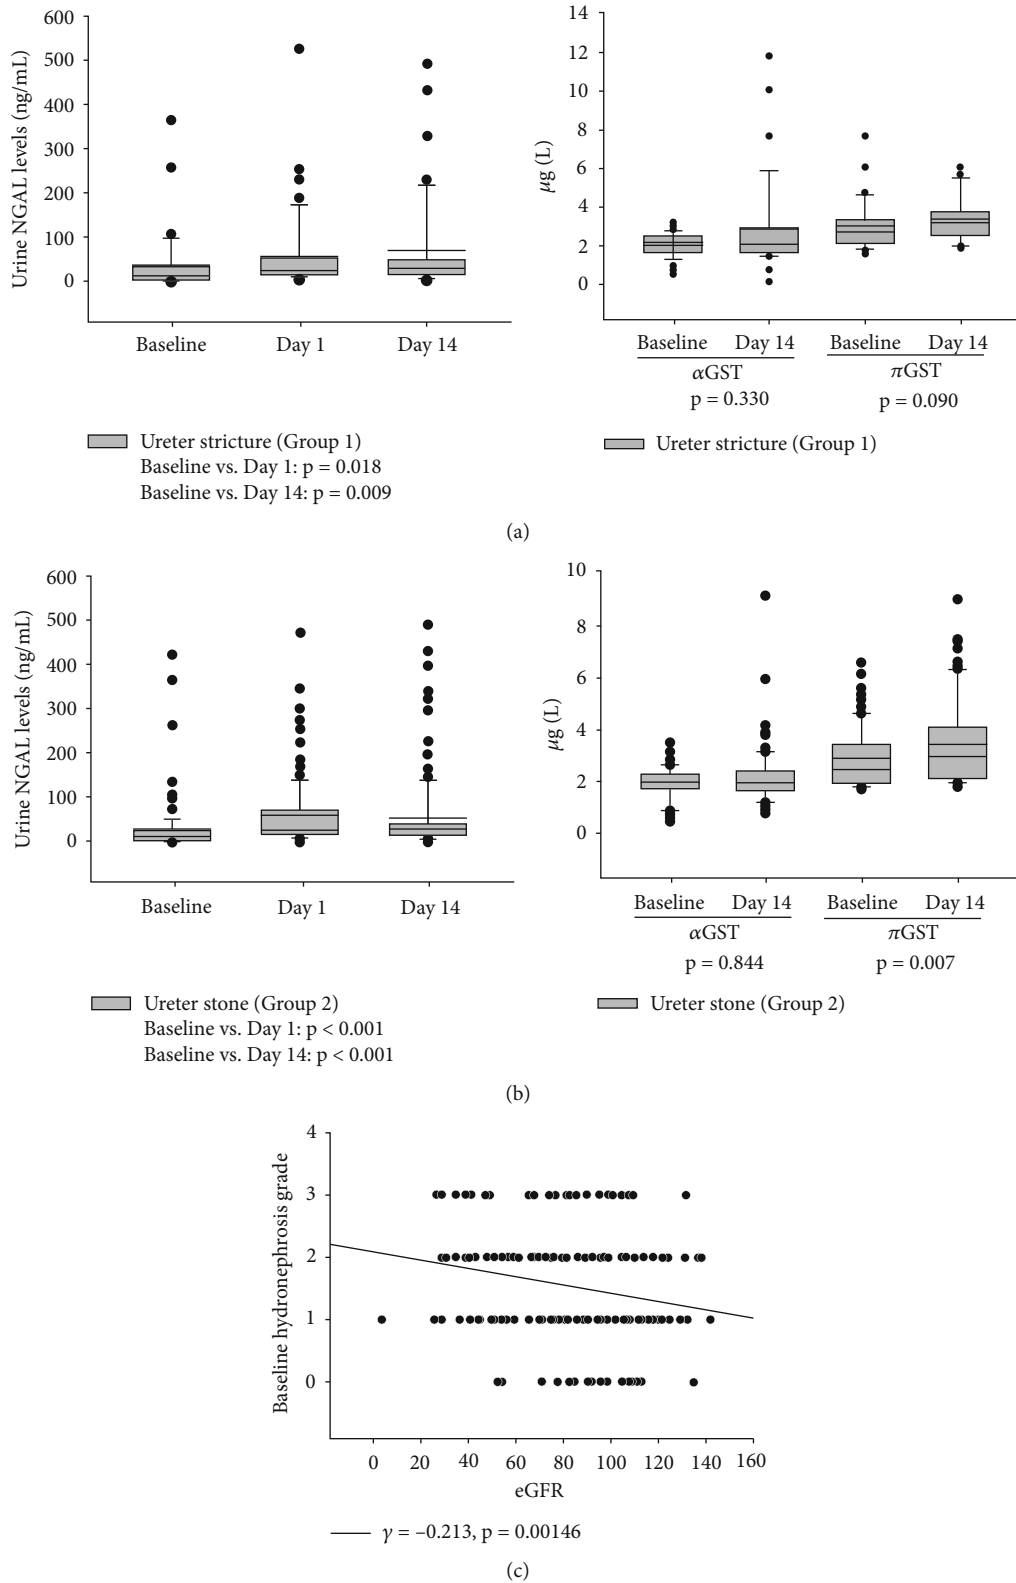 600
500
400
300
200
100
0
Urine NGAL levels (ng/mL)
Baseline
Day 1
Day 14
Ureter stricture (Group 1)
Baseline vs. Day 1: p = 0.018
Baseline vs. Day 14: p = 0.009
14
12
10
8
6
4
2
0
μg (L)
Baseline
Day 14
Baseline
Day 14
αGST
πGST
p = 0.330
p = 0.090
Ureter stricture (Group 1)
(a)
600
500
400
300
200
100
0
Urine NGAL levels (ng/mL)
Baseline
Day 1
Day 14
Ureter stone (Group 2)
Baseline vs. Day 1: p < 0.001
Baseline vs. Day 14: p < 0.001
10
8
6
4
2
0
μg (L)
Baseline
Day 14
Baseline
Day 14
αGST
πGST
p = 0.844
p = 0.007
Ureter stone (Group 2)
(b)
4
3
2
1
0
Baseline hydronephrosis grade
0 20 40 60 80 100 120 140 160
eGFR
γ = –0.213, p = 0.00146
(c)